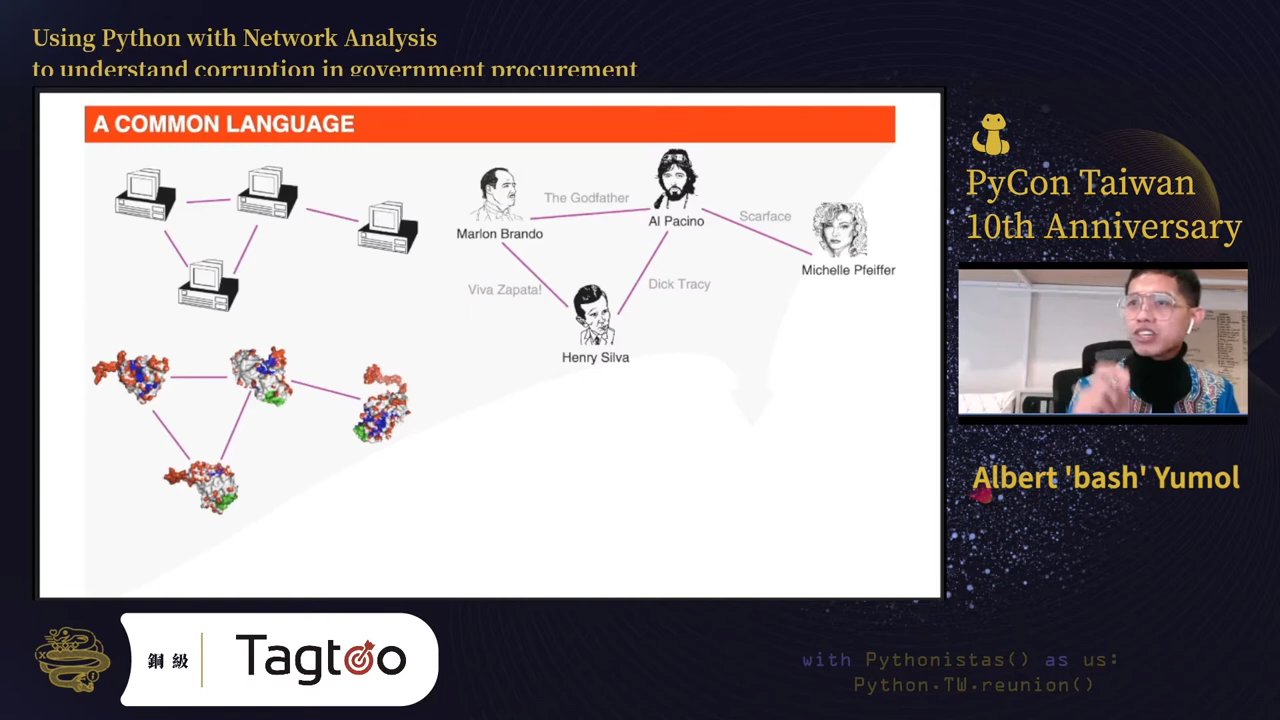 Using Python with Network Analysis
to understand corruption in government procurement
A COMMON LANGUAGE
The Godfather
Marlon Brando
Al Pacino
Scarface
Michelle Pfeiffer
Viva Zapata!
Dick Tracy
Henry Silva
PyCon Taiwan
10th Anniversary
Albert 'bash' Yumol
銅級
Tagtoo
with Pythonistas() as us:
Python.TW.reunion()